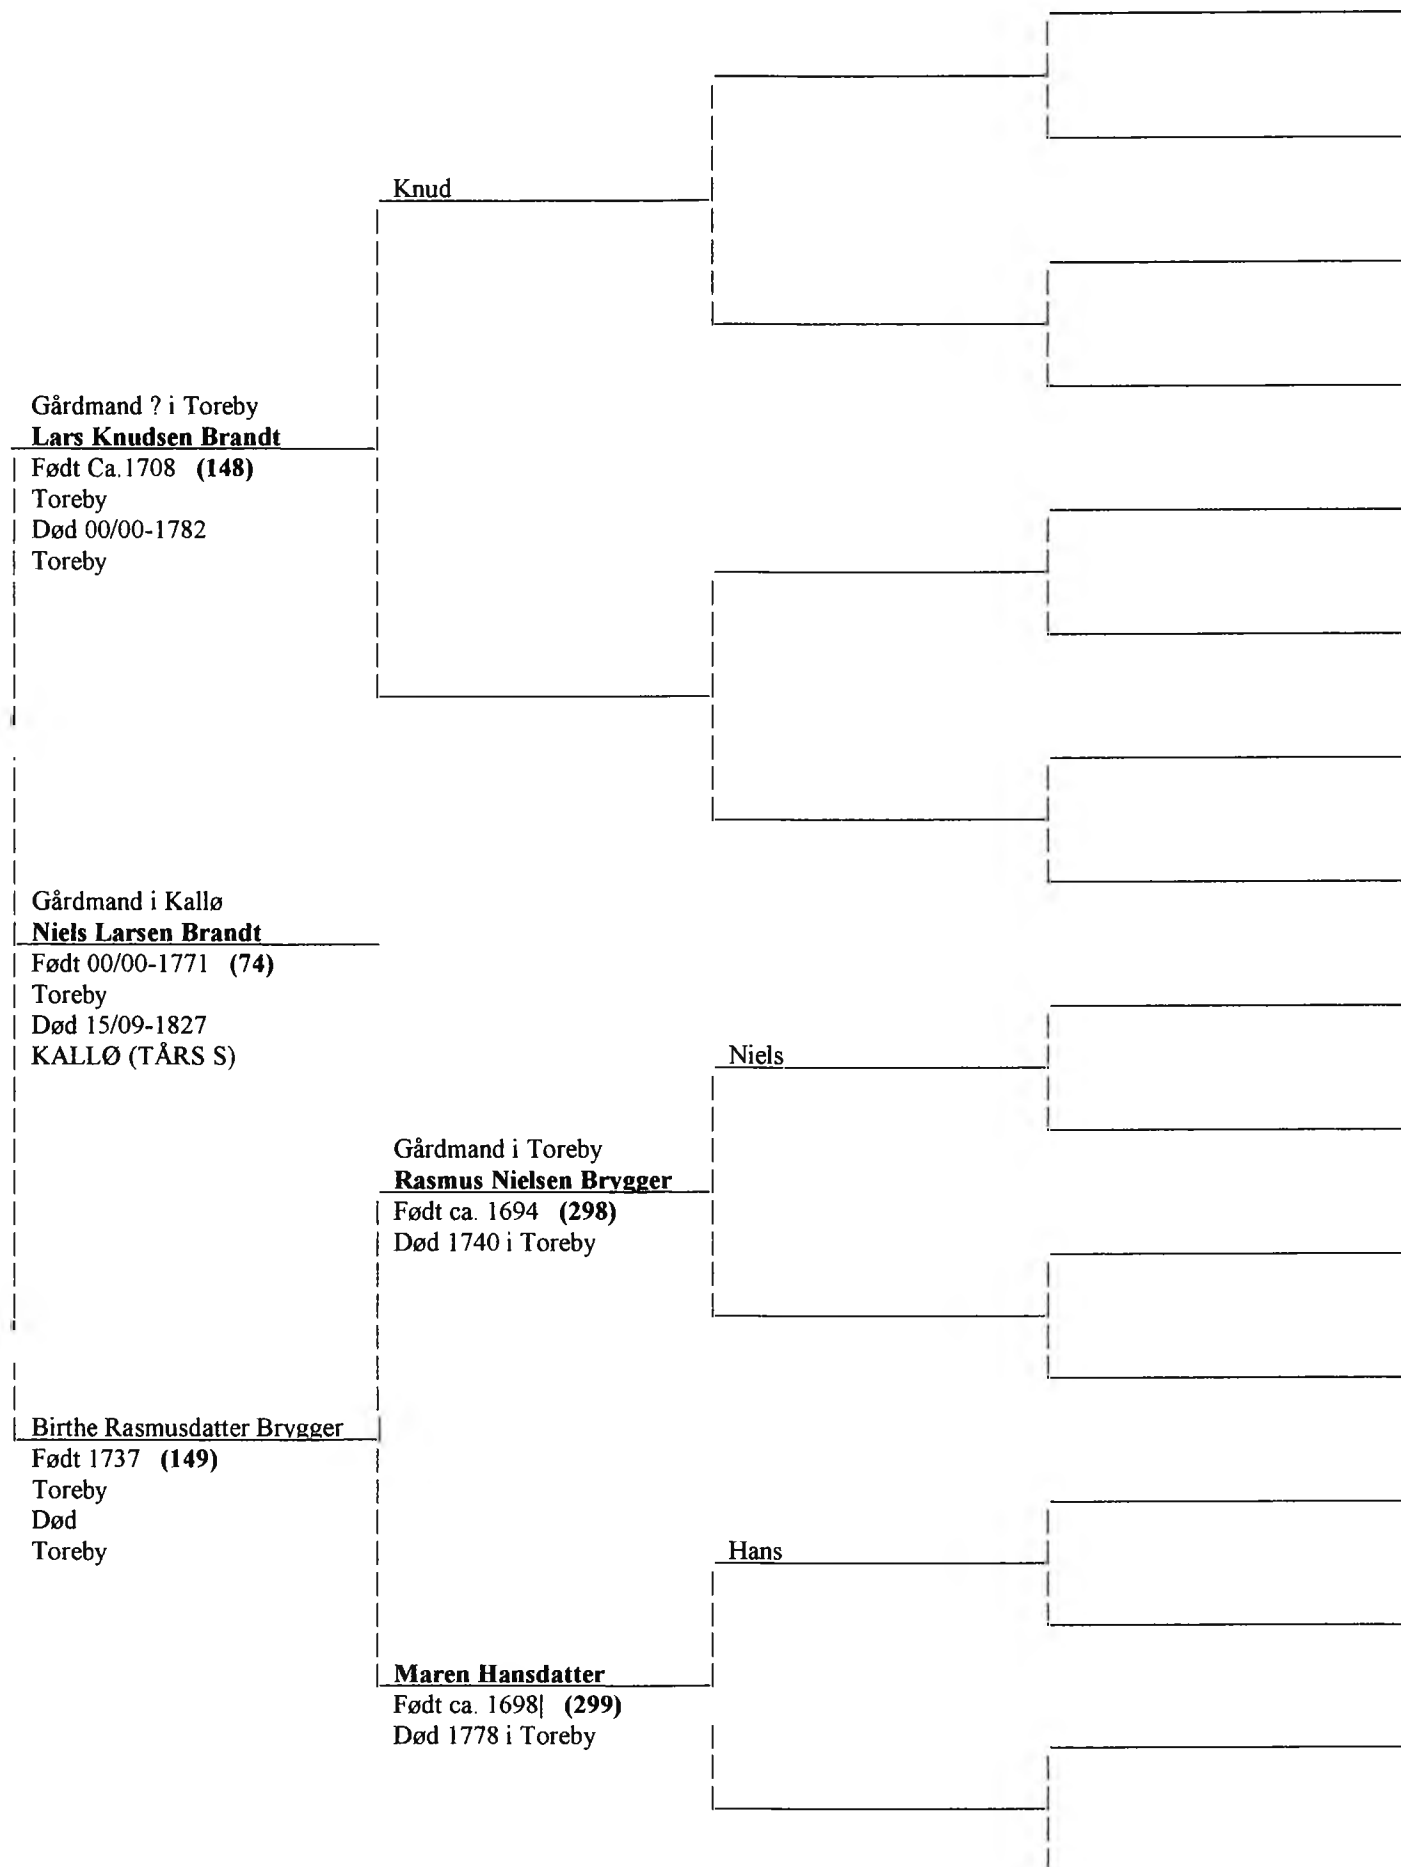 Knud
Gårdmand ? i Toreby
Lars Knudsen Brandt
Født Ca.1708 (148)
Toreby
Død 00/00-1782
Toreby
Gårdmand i Kallø
Niels Larsen Brandt
Født 00/00-1771 (74)
Toreby
Død 15/09-1827
KALLØ (TÅRS S)
Niels
Gårdmand i Toreby
Rasmus Nielsen Brygger
Født ca. 1694 (298)
Død 1740 i Toreby
Birthe Rasmusdatter Brygger
Født 1737 (149)
Toreby
Død
Toreby
Hans
Maren Hansdatter
Født ca. 1698| (299)
Død 1778 i Toreby